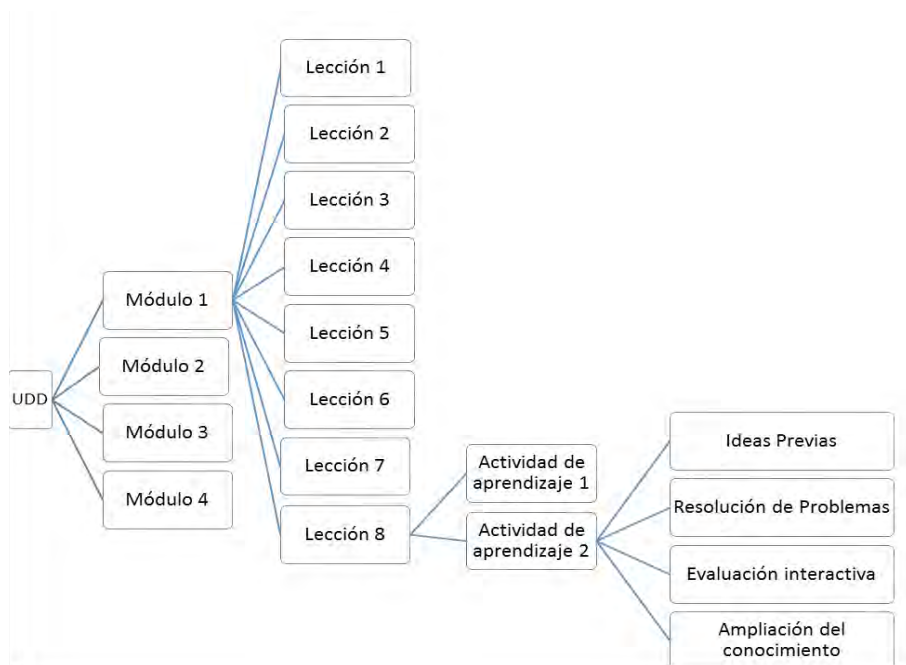 UDD
Módulo 1
Módulo 2
Módulo 3
Módulo 4
Lección 1
Lección 2
Lección 3
Lección 4
Lección 5
Lección 6
Lección 7
Lección 8
Actividad de
aprendizaje 1
Actividad de
aprendizaje 2
Ideas Previas
Resolución de Problemas
Evaluación interactiva
Ampliación del
conocimiento